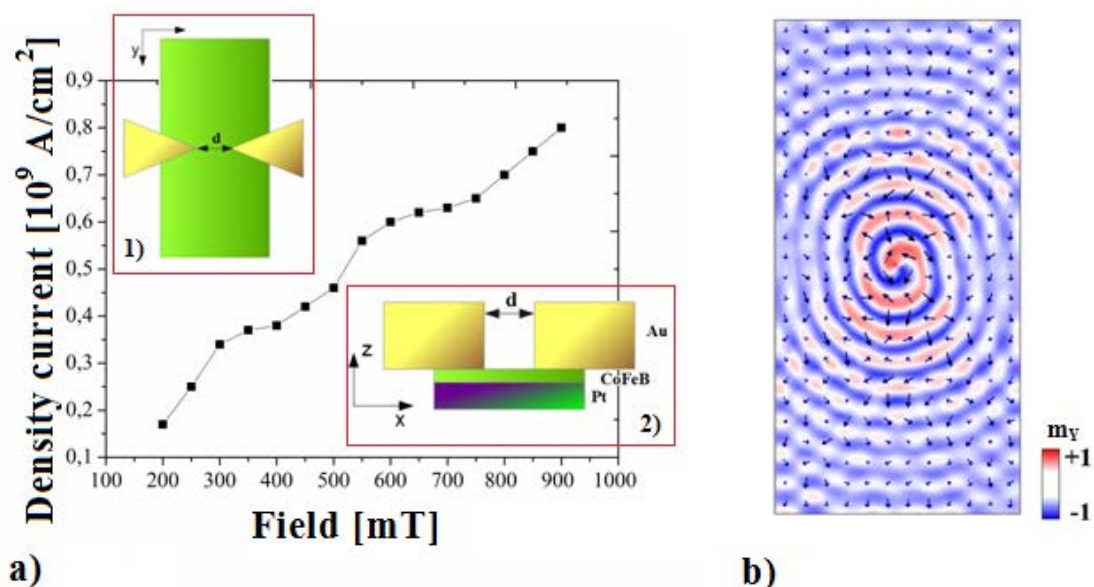 y
d
1)
0,9
0,8
0,7
0,6
0,5
0,4
0,3
0,2
0,1
Density current [10⁹ A/cm²]
100 200 300 400 500 600 700 800 900 1000
Field [mT]
d
Au
z
CoFeB
Pt
x
2)
a)
mY
+1
-1
b)